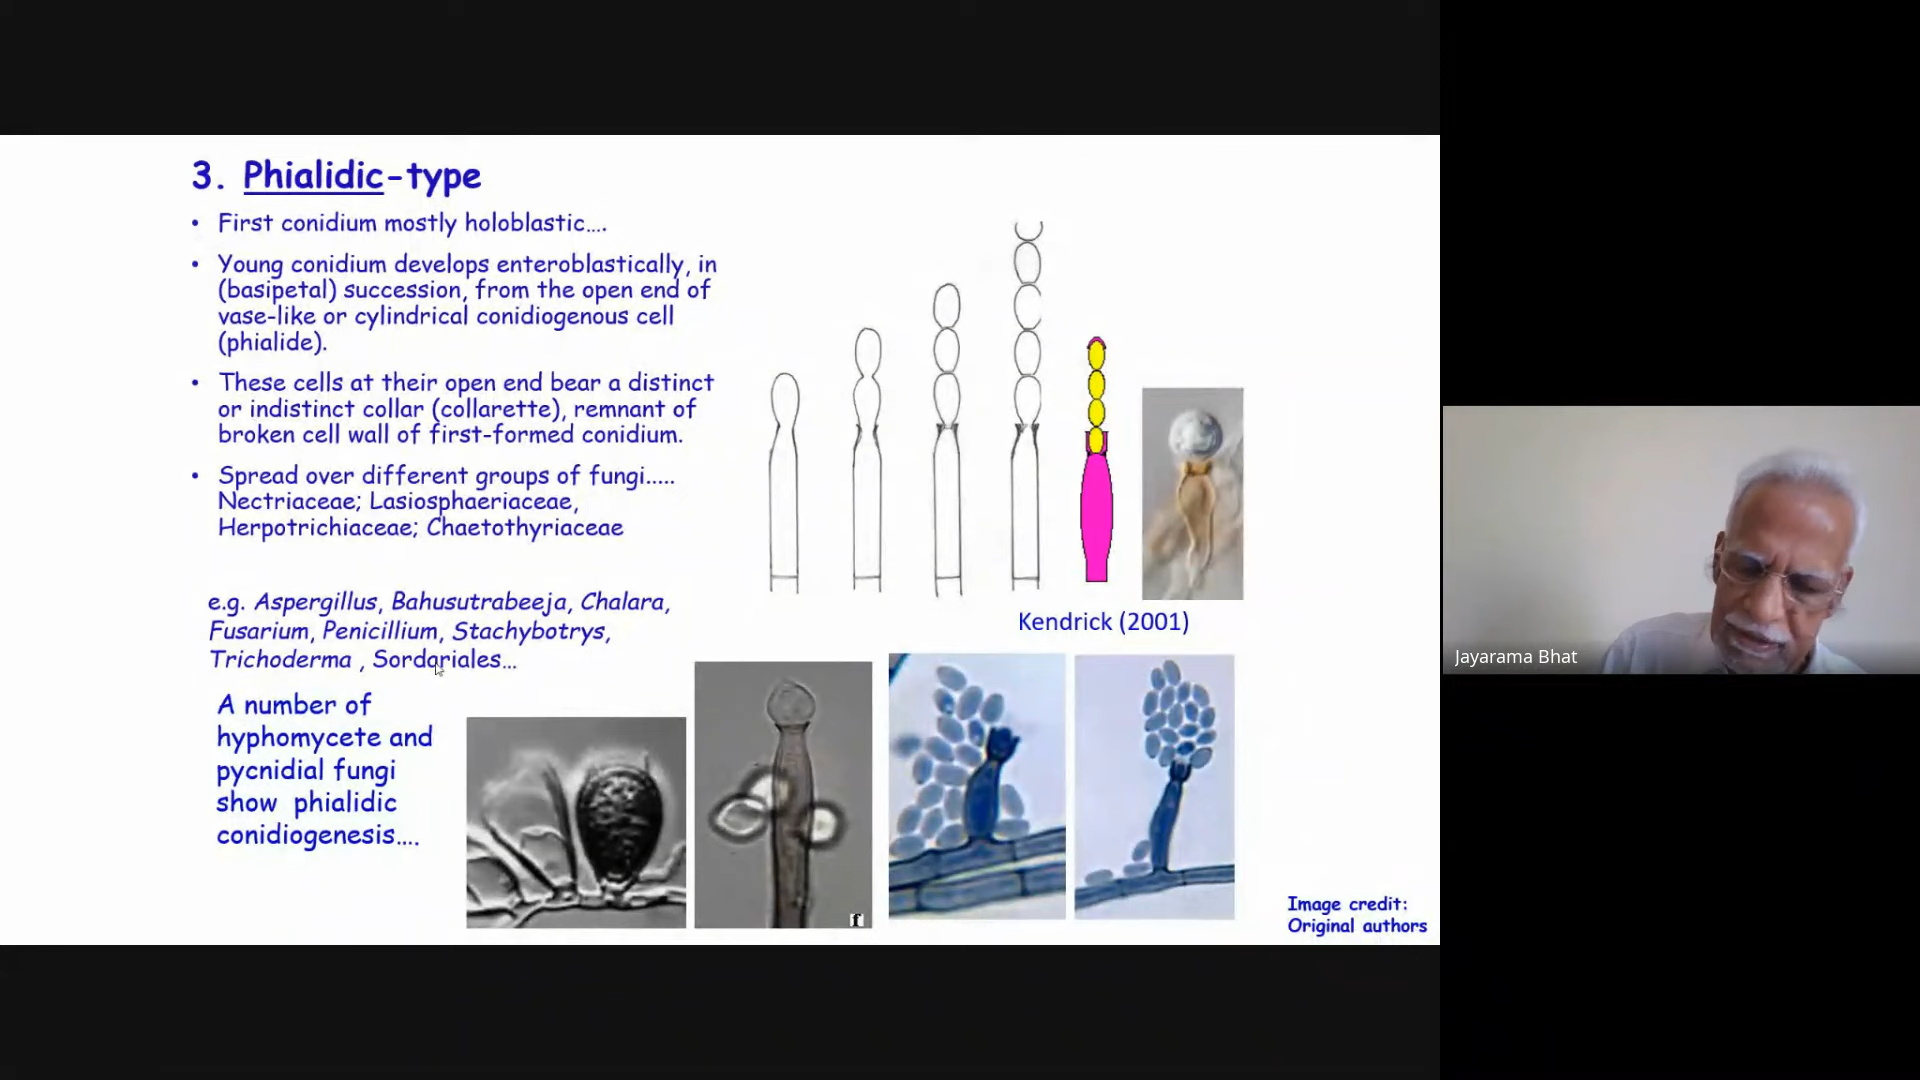 3. Phialidic-type
• First conidium mostly holoblastic….
• Young conidium develops enteroblastically, in
(basipetal) succession, from the open end of
vase-like or cylindrical conidiogenous cell
(phialide).
• These cells at their open end bear a distinct
or indistinct collar (collarette), remnant of
broken cell wall of first-formed conidium.
• Spread over different groups of fungi.....
Nectriaceae; Lasiosphaeriaceae,
Herpotrichiaceae; Chaetothyriaceae
e.g. Aspergillus, Bahusutrabeeja, Chalara,
Fusarium, Penicillium, Stachybotrys,
Trichoderma , Sordariales…
A number of
hyphomycete and
pycnidial fungi
show phialidic
conidiogenesis….
Kendrick (2001)
f
Image credit:
Original authors
Jayarama Bhat